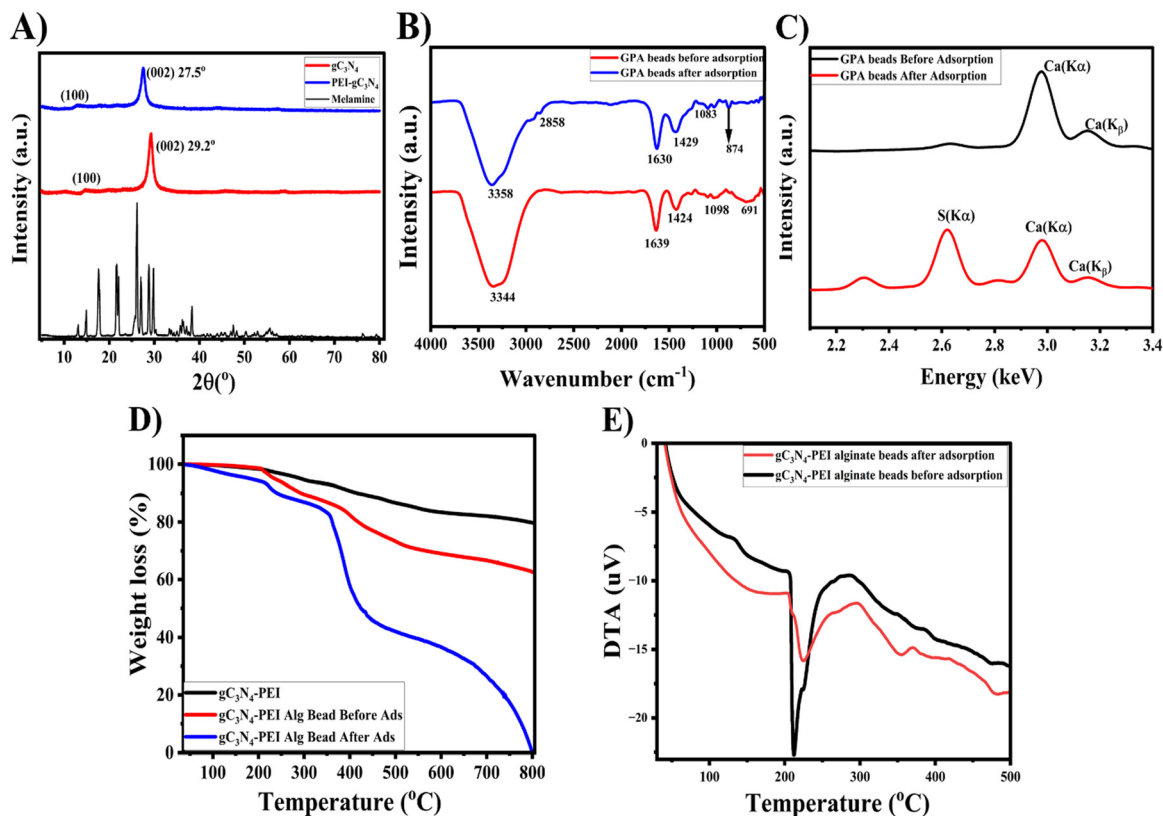 A)
(002) 27.5°
(100)
(002) 29.2°
(100)
gC₃N₄
PEI-gC₃N₄
Melamine
Intensity (a.u.)
10 20 30 40 50 60 70 80
2θ(°)
B)
GPA beads before adsorption
GPA beads after adsorption
2858
1083
1429
874
1630
3358
1424
1098
691
1639
3344
Intensity (a.u.)
4000 3500 3000 2500 2000 1500 1000 500
Wavenumber (cm⁻¹)
C)
GPA beads Before Adsorption
GPA beads After Adsorption
Ca(Kα)
Ca(Kᵦ)
S(Kα)
Ca(Kα)
Ca(Kᵦ)
Intensity (a.u.)
2.2 2.4 2.6 2.8 3.0 3.2 3.4
Energy (keV)
D)
100
80
60
40
20
0
Weight loss (%)
gC₃N₄-PEI
gC₃N₄-PEI Alg Bead Before Ads
gC₃N₄-PEI Alg Bead After Ads
100 200 300 400 500 600 700 800
Temperature (°C)
E)
0
−5
−10
−15
−20
DTA (uV)
gC₃N₄-PEI alginate beads after adsorption
gC₃N₄-PEI alginate beads before adsorption
100 200 300 400 500
Temperature (°C)